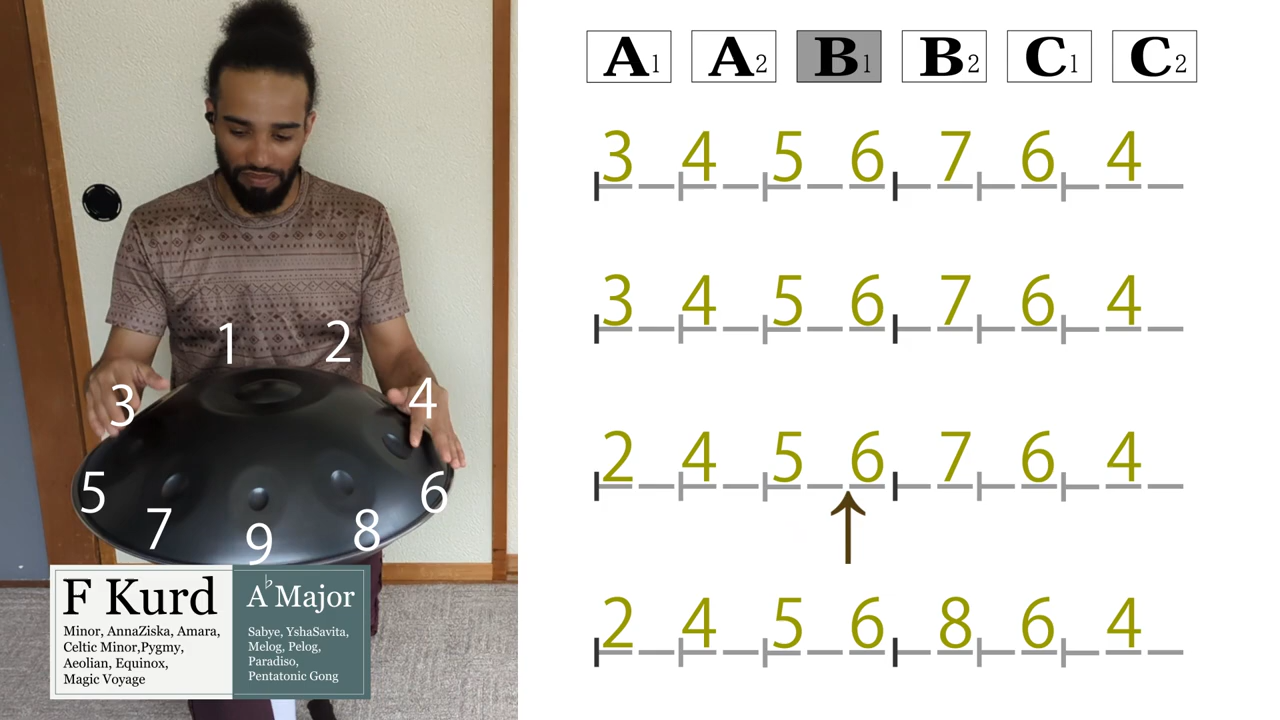 A1 A2 B1 B2 C1 C2
3 4 5 6 7 6 4
3 4 5 6 7 6 4
2 4 5 6 7 6 4
2 4 5 6 8 6 4
1 2
3 4
5 6
7 8
9
F Kurd
Minor, AnnaZiska, Amara,
Celtic Minor,Pygmy,
Aeolian, Equinox,
Magic Voyage
A♭Major
Sabye, YshaSavita,
Melog, Pelog,
Paradiso,
Pentatonic Gong